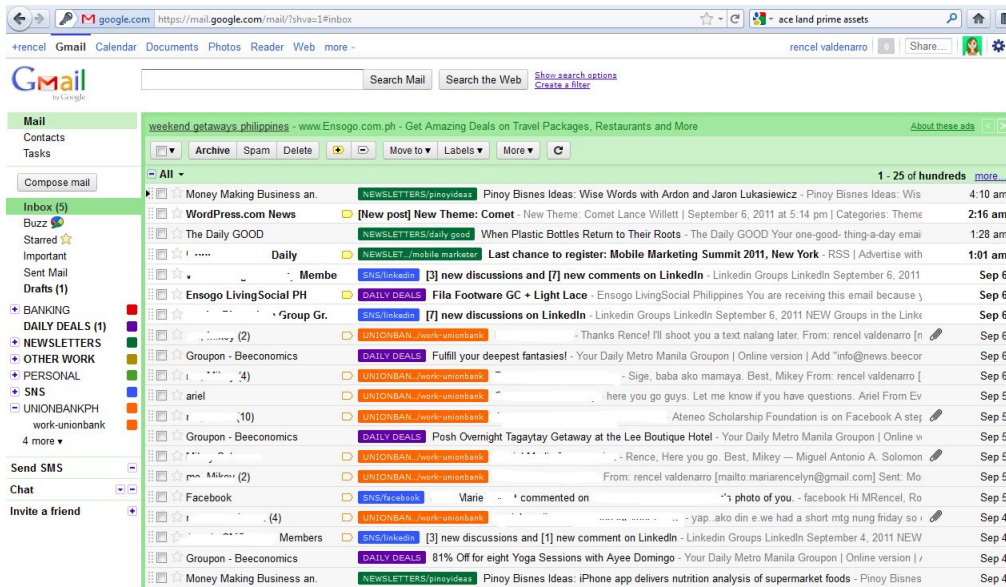 google.com https://mail.google.com/mail/?shva=1#inbox ace land prime assets
+rencel Gmail Calendar Documents Photos Reader Web more rencel valdenarro 0 Share...
Gmail by Google
Search Mail Search the Web Show search options
Create a filter
Mail
Contacts
Tasks
Compose mail
Inbox (5)
Buzz
Starred
Important
Sent Mail
Drafts (1)
BANKING
DAILY DEALS (1)
NEWSLETTERS
OTHER WORK
PERSONAL
SNS
UNIONBANKPH
work-unionbank
4 more
Send SMS
Chat
Invite a friend
weekend getaways philippines - www.Ensogo.com.ph - Get Amazing Deals on Travel Packages, Restaurants and More About these ads < >
Archive Spam Delete Move to Labels More
All 1 - 25 of hundreds more...
Money Making Business an. NEWSLETTERS/pinoyideas Pinoy Bisnes Ideas: Wise Words with Ardon and Jaron Lukasiewicz - Pinoy Bisnes Ideas: Wis 4:10 am
WordPress.com News [New post] New Theme: Comet - New Theme: Comet Lance Willett | September 6, 2011 at 5:14 pm | Categories: Theme 2:16 am
The Daily GOOD NEWSLETTERS/daily good When Plastic Bottles Return to Their Roots - The Daily GOOD Your one-good- thing-a-day emai 1:28 am
Daily NEWSLET../mobile marketer Last chance to register: Mobile Marketing Summit 2011, New York - RSS | Advertise with 1:01 am
Membe SNS/linkedin [3] new discussions and [7] new comments on LinkedIn - Linkedin Groups LinkedIn September 6, 2011 Sep 6
Ensogo LivingSocial PH DAILY DEALS Fila Footware GC + Light Lace - Ensogo LivingSocial Philippines You are receiving this email because y Sep 6
Group Gr. SNS/linkedin [7] new discussions on LinkedIn - Linkedin Groups LinkedIn September 6, 2011 NEW Groups in the Linke Sep 6
(2) UNIONBAN../work-unionbank - Thanks Rence! I'll shoot you a text nalang later. From: rencel valdenarro [m Sep 6
Groupon - Beeconomics DAILY DEALS Fulfill your deepest fantasies! - Your Daily Metro Manila Groupon | Online version | Add "info@news.beecor Sep 6
(4) UNIONBAN../work-unionbank - Sige, baba ako mamaya. Best, Mikey From: rencel valdenarro [ Sep 6
ariel UNIONBAN../work-unionbank here you go guys. Let me know if you have questions. Ariel From Ev Sep 5
(10) UNIONBAN../work-unionbank - Ateneo Scholarship Foundation is on Facebook A step Sep 5
Groupon - Beeconomics DAILY DEALS Posh Overnight Tagaytay Getaway at the Lee Boutique Hotel - Your Daily Metro Manila Groupon | Online v Sep 5
UNIONBAN../work-unionbank - Rence, Here you go. Best, Mikey --- Miguel Antonio A. Solomon Sep 5
me, Mikey (2) UNIONBAN../work-unionbank From: rencel valdenarro [mailto:mariarencelyn@gmail.com] Sent: Mo Sep 5
Facebook SNS/facebook Marie commented on 's photo of you. - facebook Hi MRencel, Ro Sep 5
(4) UNIONBAN../work-unionbank - yap..ako din e.we had a short mtg nung friday so Sep 4
Members SNS/linkedin [3] new discussions and [1] new comment on LinkedIn - Linkedin Groups LinkedIn September 4, 2011 NEW Sep 4
Groupon - Beeconomics DAILY DEALS 81% Off for eight Yoga Sessions with Ayee Domingo - Your Daily Metro Manila Groupon | Online version | Sep 4
Money Making Business an. NEWSLETTERS/pinoyideas Pinoy Bisnes Ideas: iPhone app delivers nutrition analysis of supermarket foods - Pinoy Bisnes Sep 3